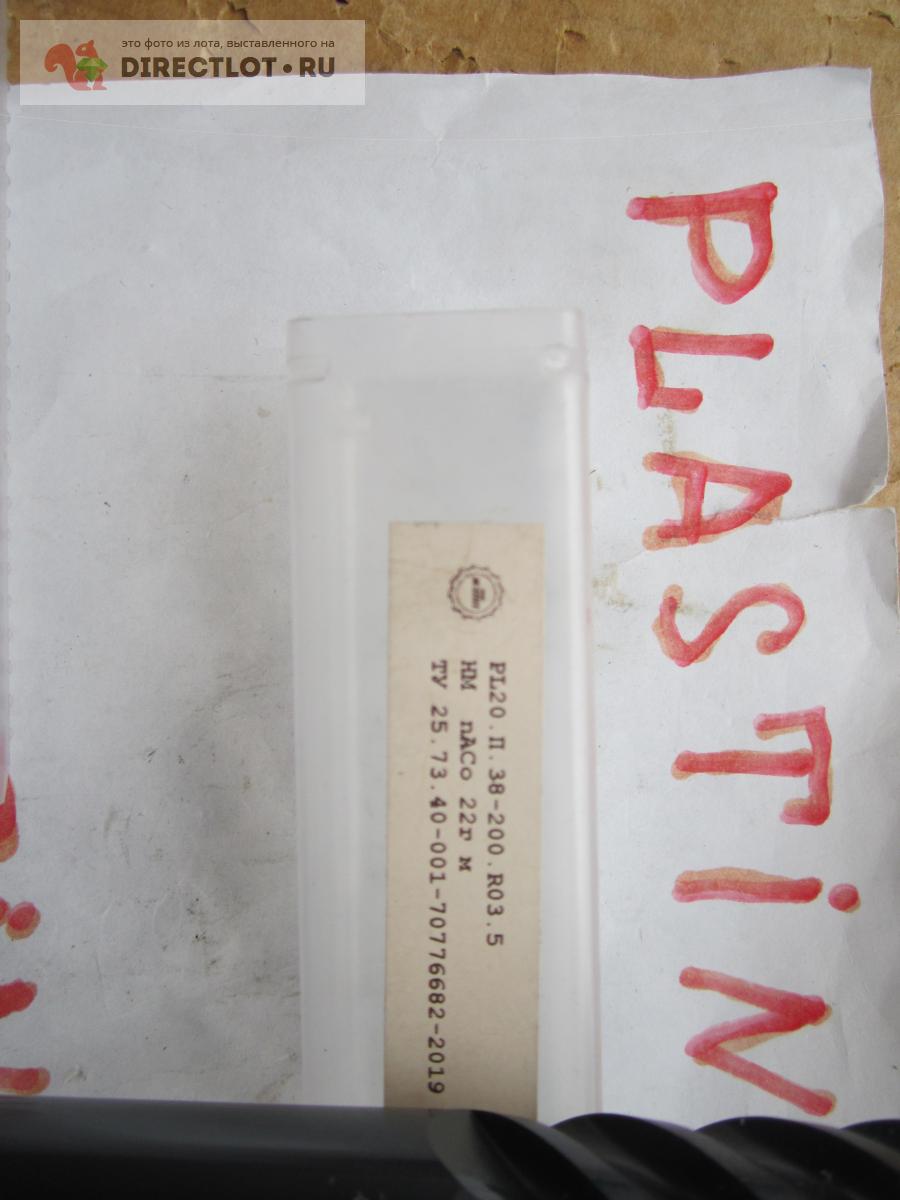 это фото из лота, выставленного на
DIRECTLOT.RU
PLASTiN
PL20.П.38-200.R03.5
HM nACo 22г м
ТУ 25.73.40-001-70776682-2019